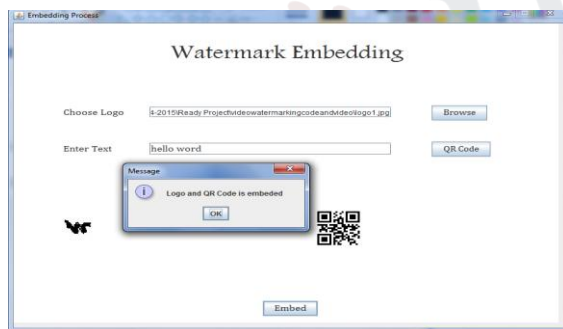 Embedding Process
Watermark Embedding
Choose Logo
4-2015\Ready Project\videowatermarkingcodeandvideo\logo1.jpg
Browse
Enter Text
hello word
QR Code
Message
Logo and QR Code is embeded
OK
Embed